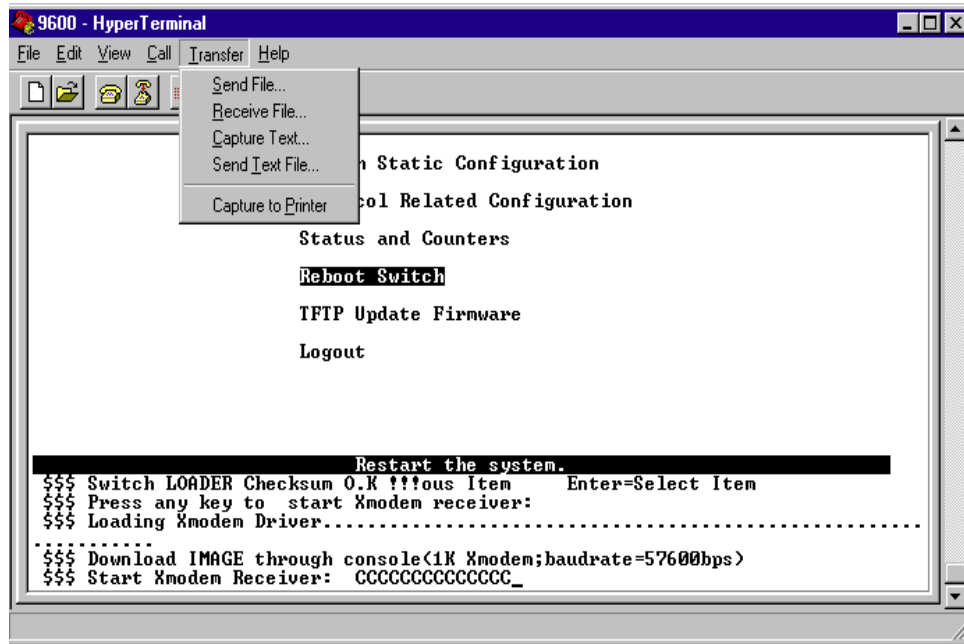 9600 - HyperTerminal
File Edit View Call Transfer Help
Send File...
Receive File...
Capture Text...
Send Text File...
Capture to Printer
Static Configuration
Related Configuration
Status and Counters
Reboot Switch
TFTP Update Firmware
Logout
Restart the system.
$$$ Switch LOADER Checksum O.K !!!ous Item Enter=Select Item
$$$ Press any key to start Xmodem receiver:
$$$ Loading Xmodem Driver......................................................
...........
$$$ Download IMAGE through console(1K Xmodem;baudrate=57600bps)
$$$ Start Xmodem Receiver: CCCCCCCCCCCCCC_